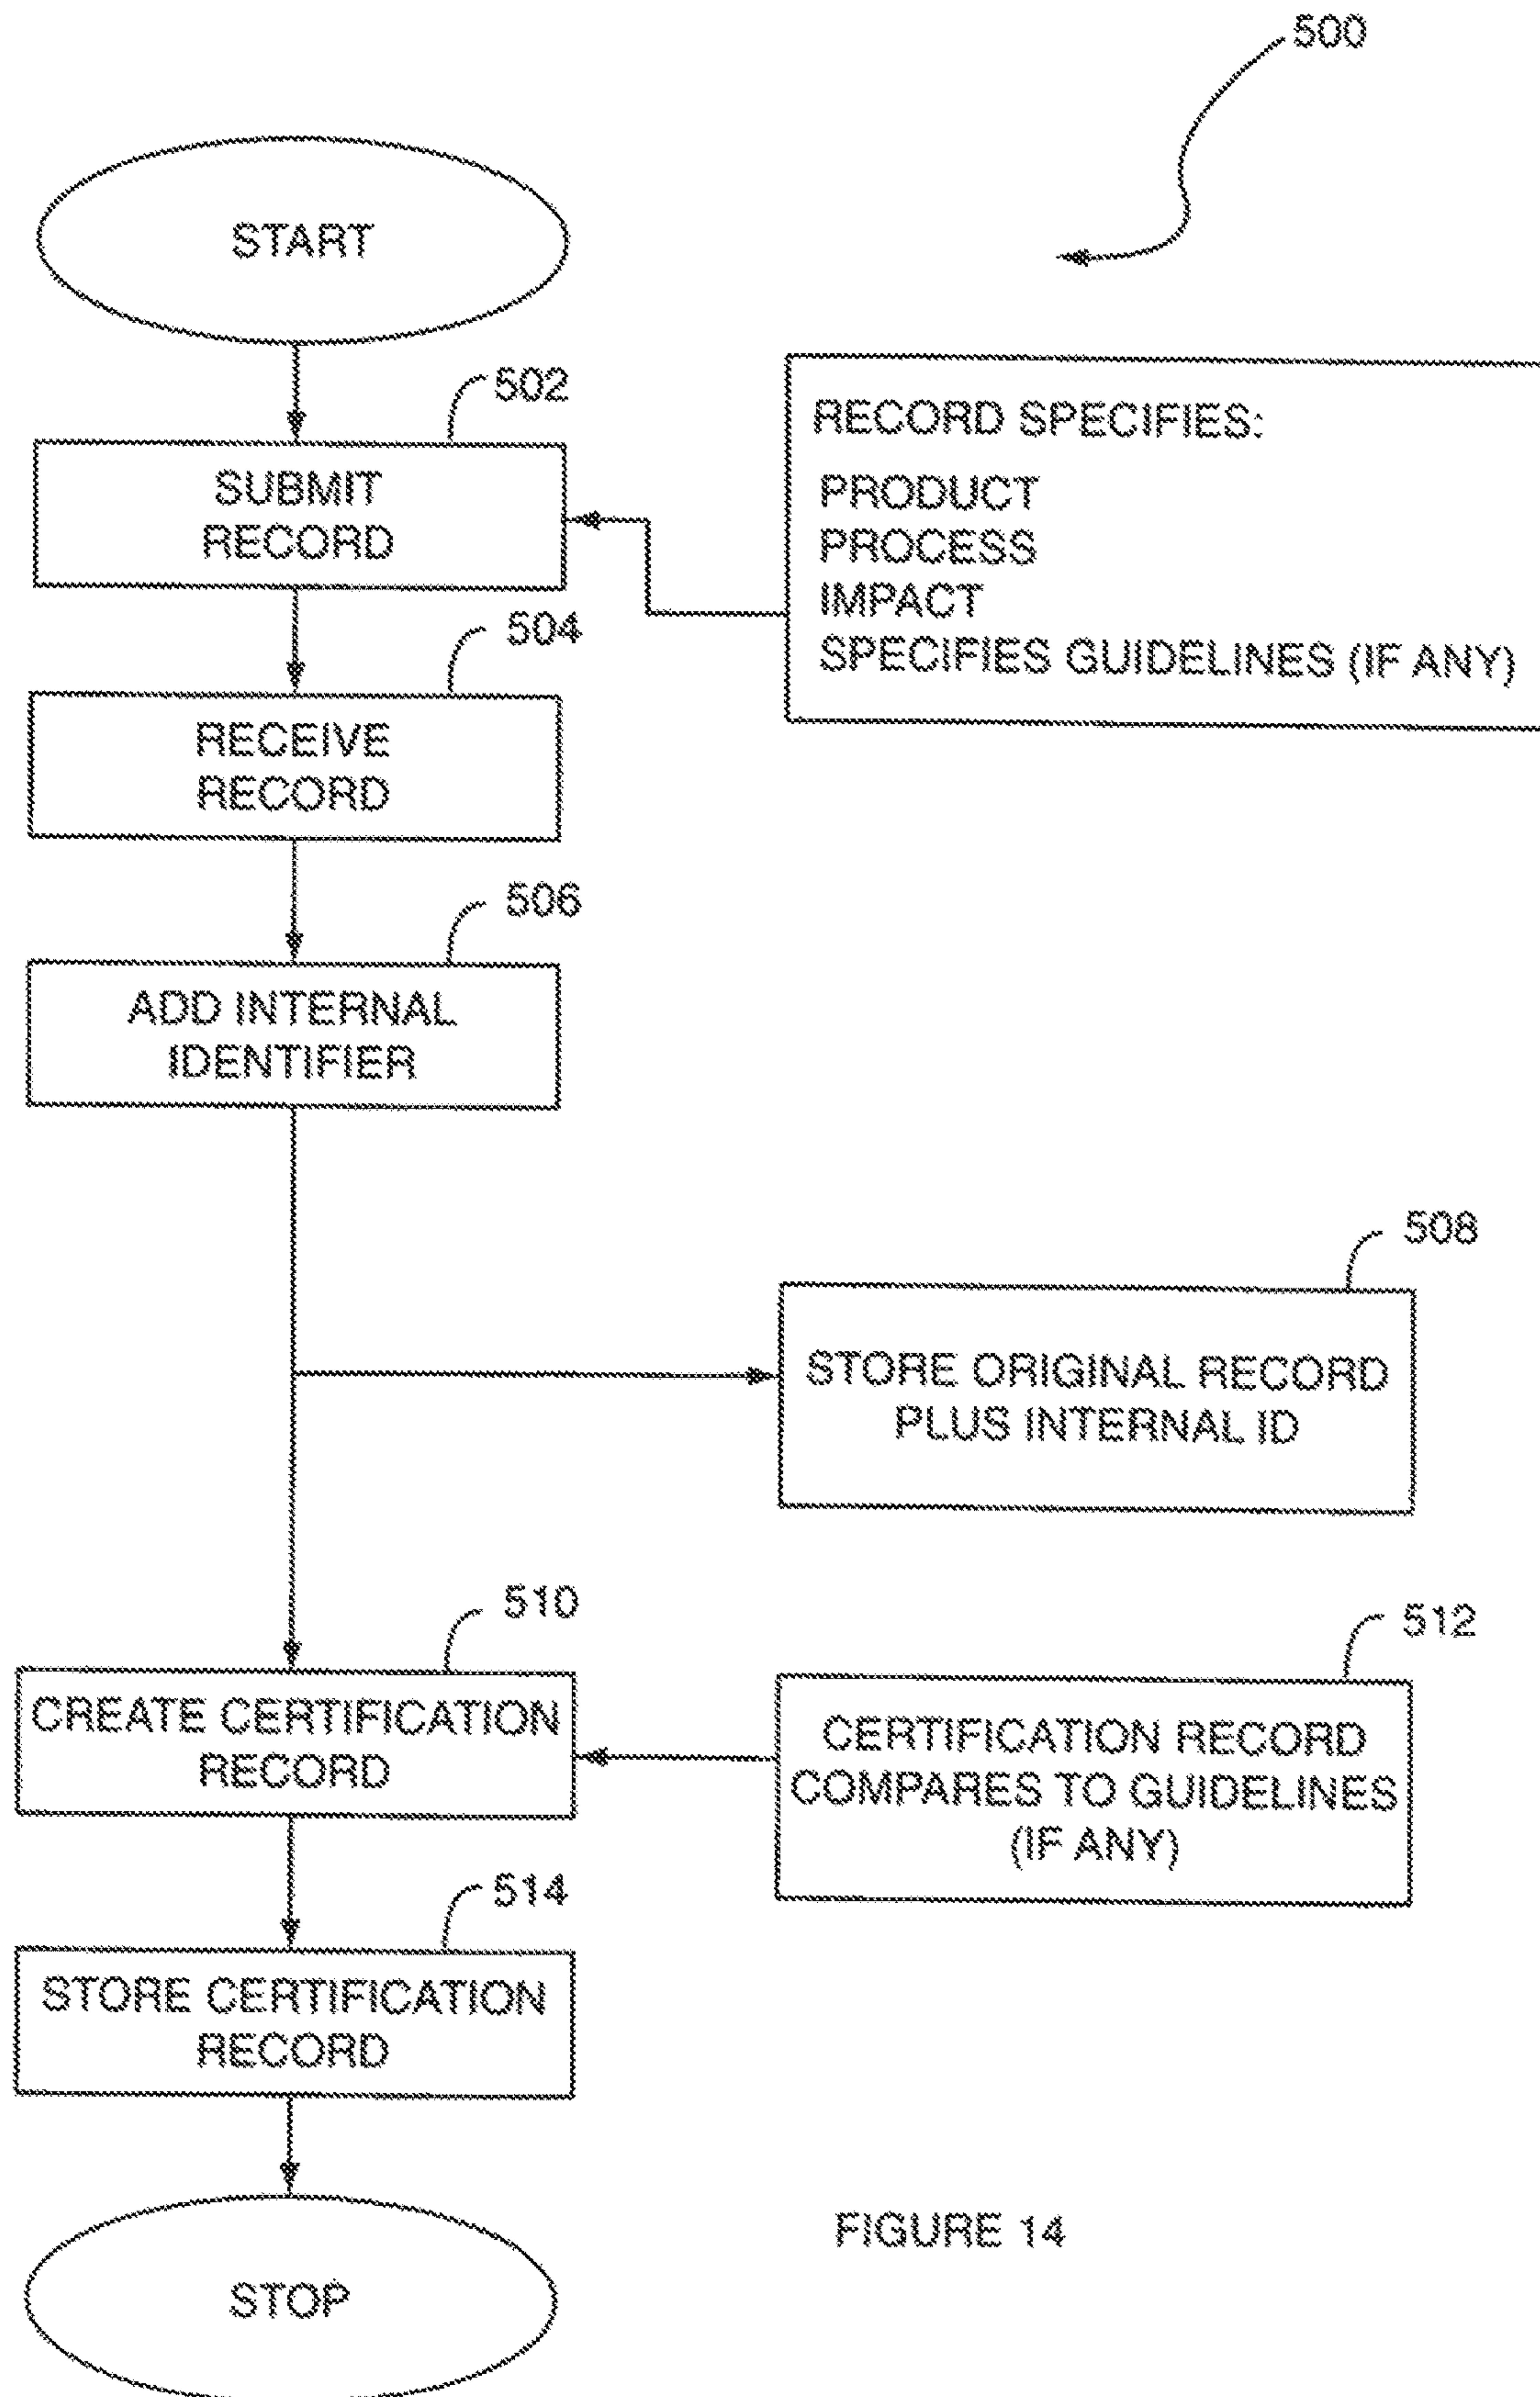 500
START
502
SUBMIT
RECORD
RECORD SPECIFIES:
PRODUCT
PROCESS
IMPACT
SPECIFIES GUIDELINES (IF ANY)
504
RECEIVE
RECORD
506
ADD INTERNAL
IDENTIFIER
508
STORE ORIGINAL RECORD
PLUS INTERNAL ID
510
CREATE CERTIFICATION
RECORD
512
CERTIFICATION RECORD
COMPARES TO GUIDELINES
(IF ANY)
514
STORE CERTIFICATION
RECORD
FIGURE 14
STOP